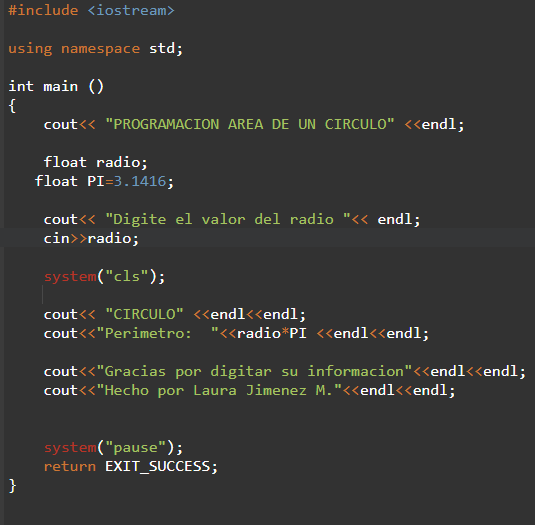 #include <iostream>
using namespace std;
int main ()
{
cout<< "PROGRAMACION AREA DE UN CIRCULO" <<endl;
float radio;
float PI=3.1416;
cout<< "Digite el valor del radio "<< endl;
cin>>radio;
system("cls");
cout<< "CIRCULO" <<endl<<endl;
cout<<"Perimetro:  "<<radio*PI <<endl<<endl;
cout<<"Gracias por digitar su informacion"<<endl<<endl;
cout<<"Hecho por Laura Jimenez M."<<endl<<endl;
system("pause");
return EXIT_SUCCESS;
}